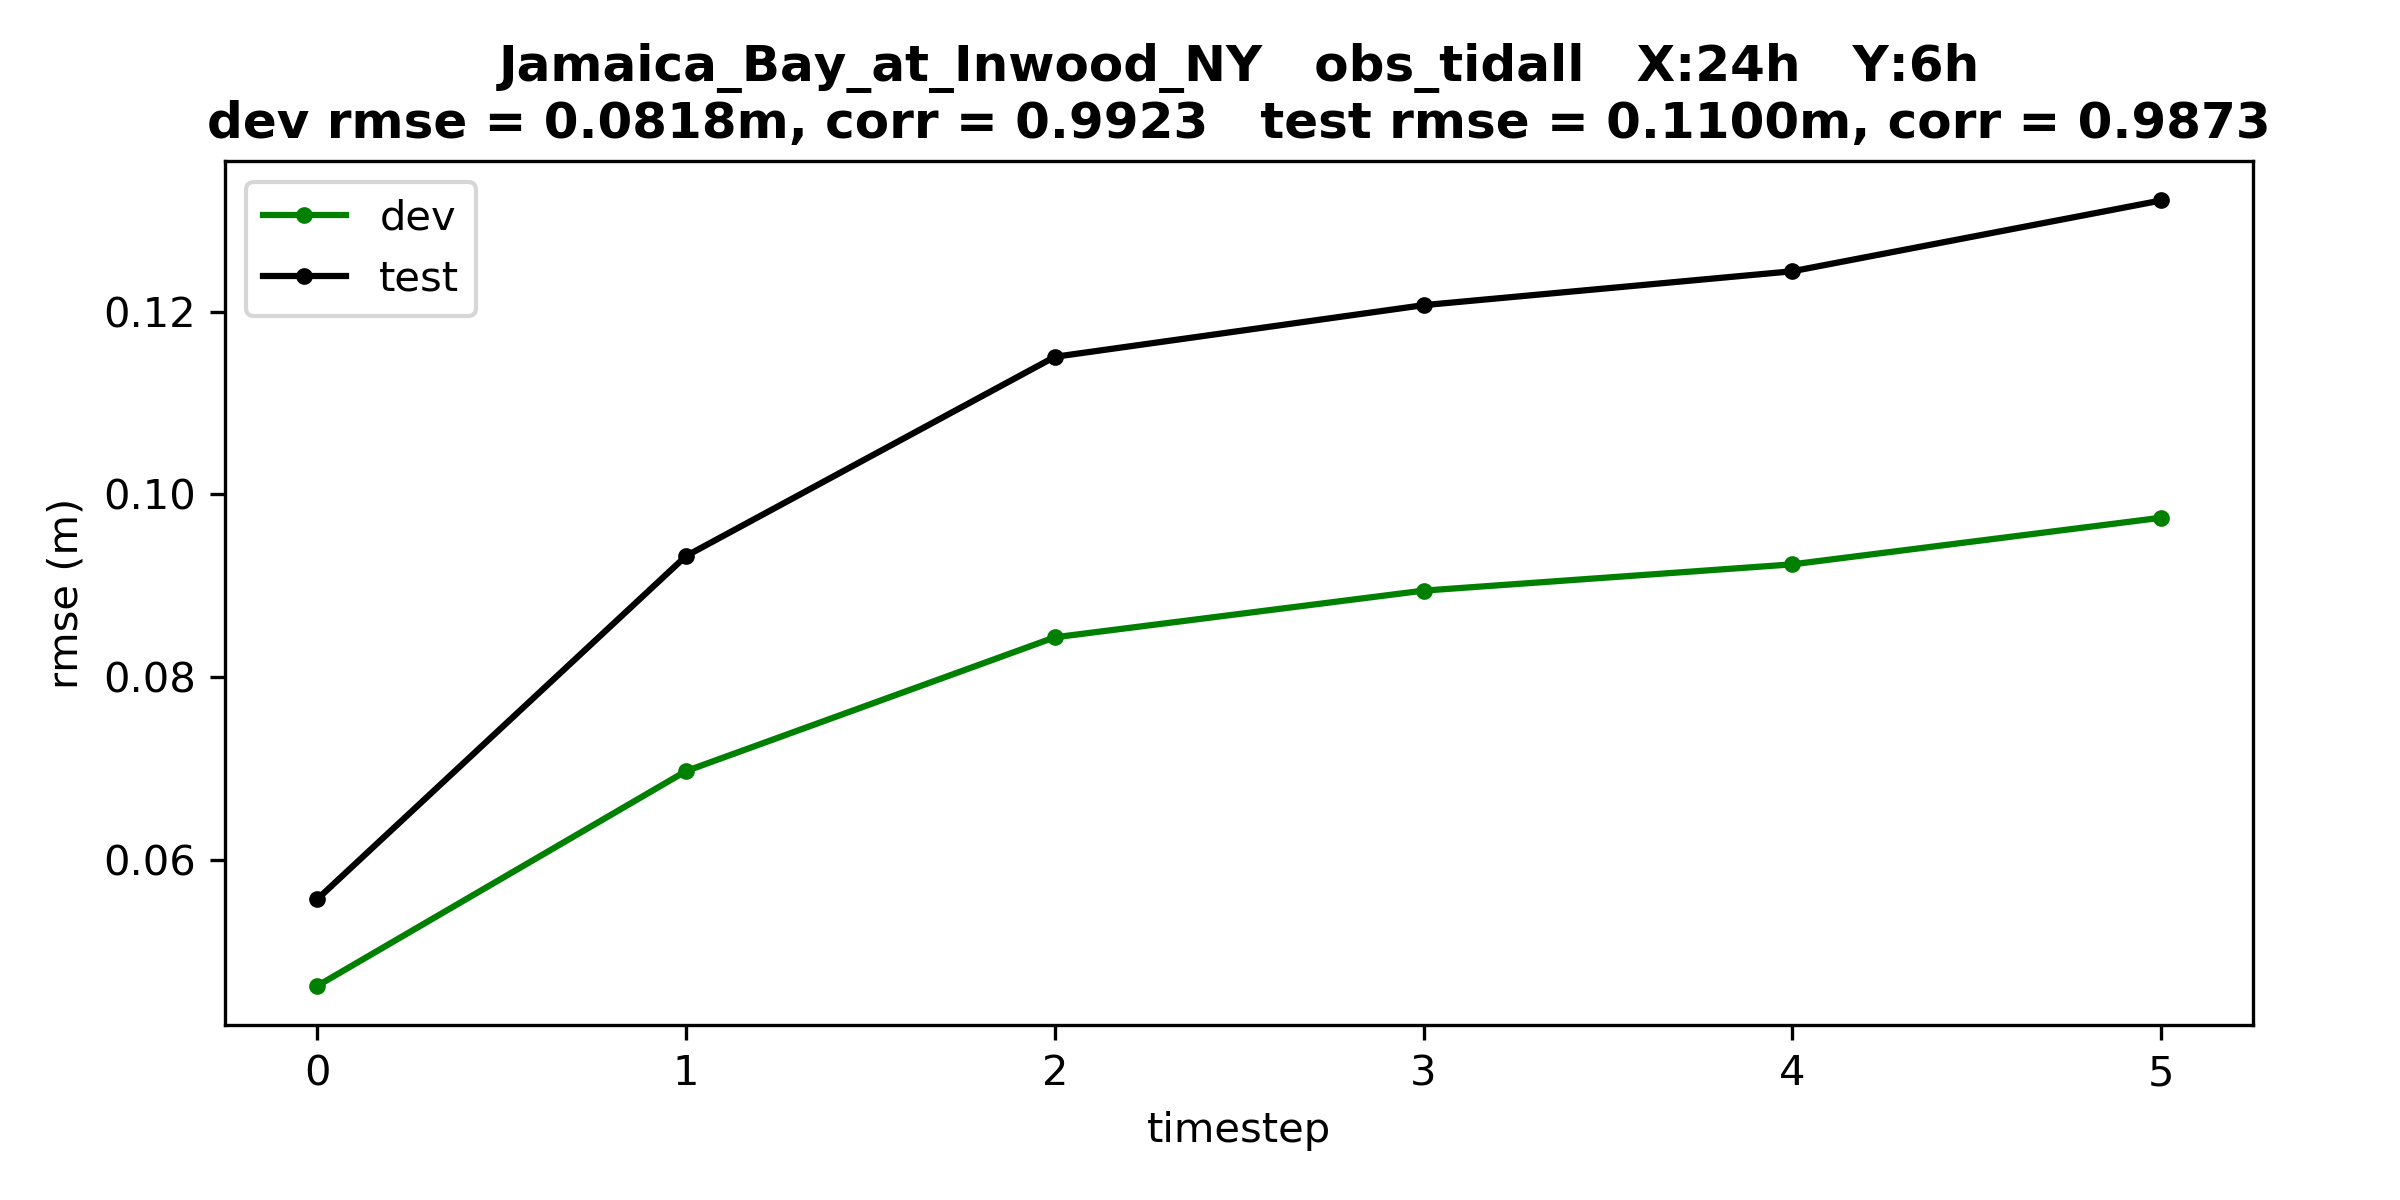 Jamaica_Bay_at_Inwood_NY   obs_tidall   X:24h   Y:6h
dev rmse = 0.0818m, corr = 0.9923   test rmse = 0.1100m, corr = 0.9873
dev
test
0.12
0.10
0.08
0.06
rmse (m)
0 1 2 3 4 5
timestep